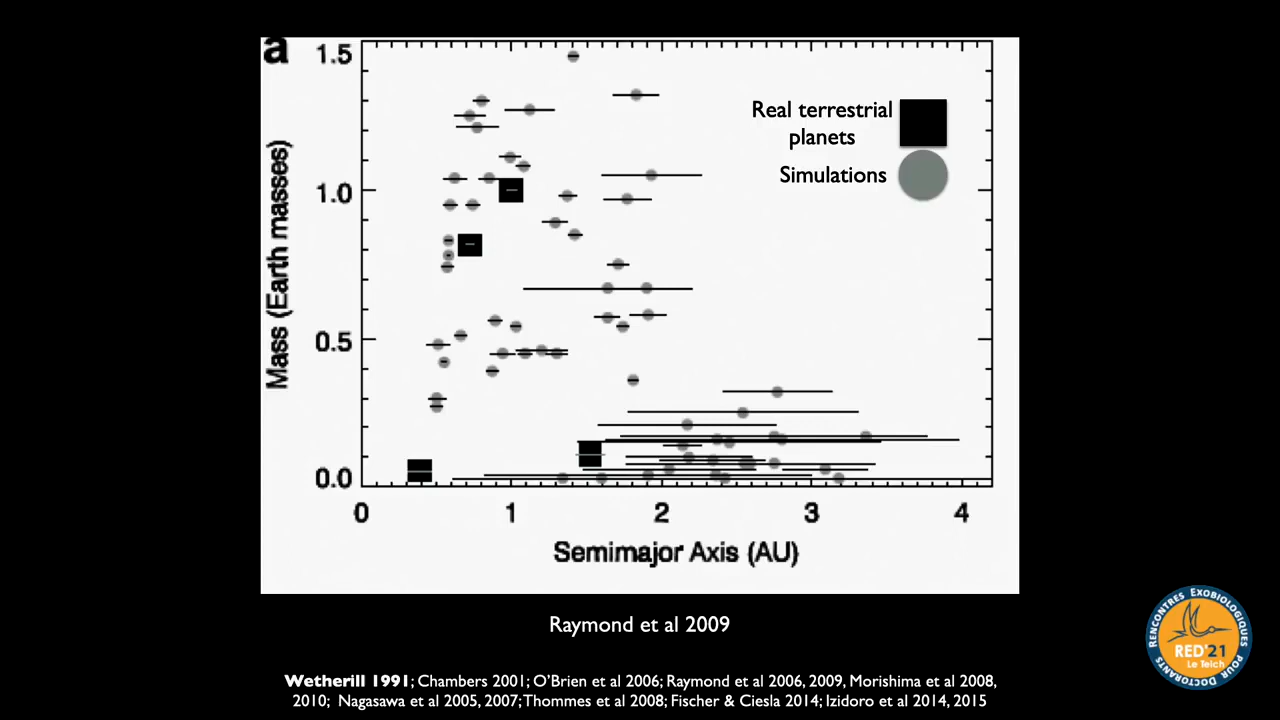 a
1.5
1.0
0.5
0.0
Mass (Earth masses)
Real terrestrial
planets
Simulations
0 1 2 3 4
Semimajor Axis (AU)
Raymond et al 2009
Wetherill 1991; Chambers 2001; O'Brien et al 2006; Raymond et al 2006, 2009, Morishima et al 2008,
2010; Nagasawa et al 2005, 2007; Thommes et al 2008; Fischer & Ciesla 2014; Izidoro et al 2014, 2015
RENCONTRES EXOBIOLOGIQUES
POUR DOCTORANTS
RED'21
Le Teich